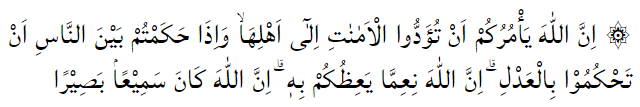 ۞ اِنَّ اللّٰهَ يَأْمُرُكُمْ اَنْ تُؤَدُّوا الْاَمٰنٰتِ اِلٰٓى اَهْلِهَاۙ وَاِذَا حَكَمْتُمْ بَيْنَ النَّاسِ اَنْ
تَحْكُمُوْا بِالْعَدْلِ ۗ اِنَّ اللّٰهَ نِعِمَّا يَعِظُكُمْ بِهٖ ۗ اِنَّ اللّٰهَ كَانَ سَمِيْعًاۢ بَصِيْرًا